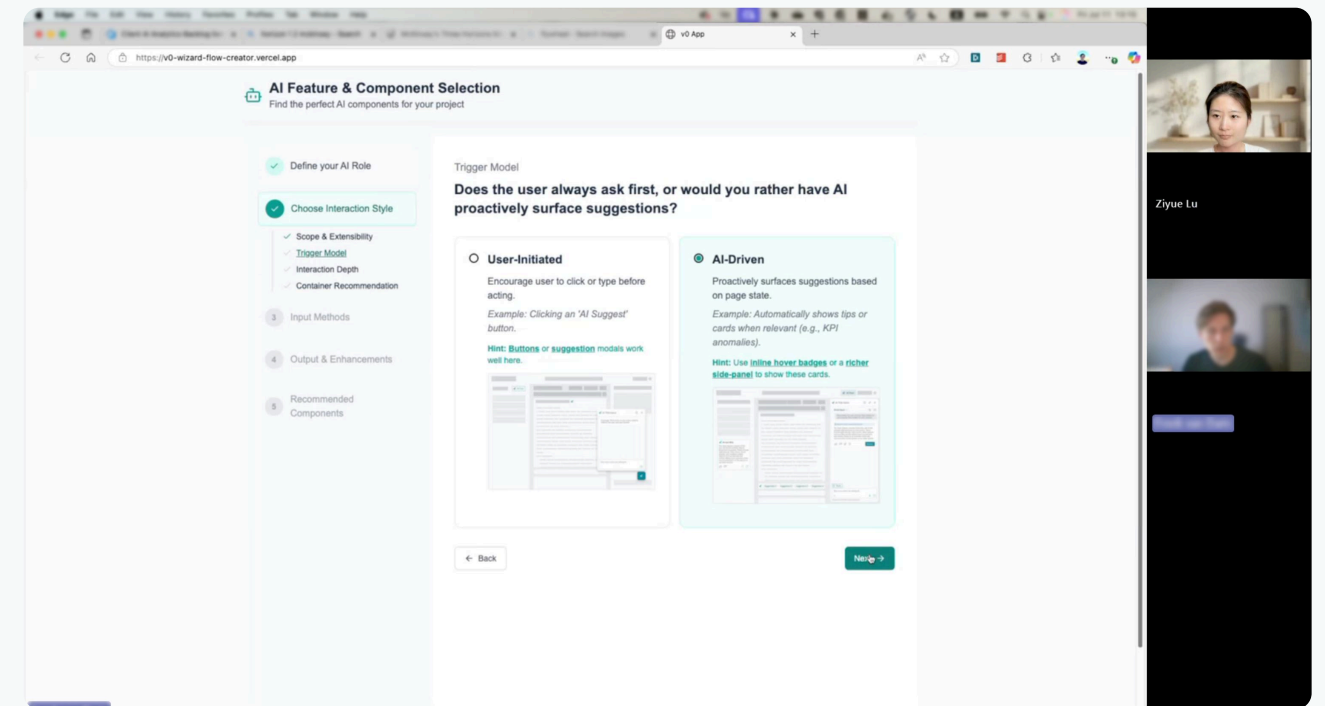 v0 App
https://v0-wizard-flow-creator.vercel.app
AI Feature & Component Selection
Find the perfect AI components for your project
Define your AI Role
Choose Interaction Style
Scope & Extensibility
Trigger Model
Interaction Depth
Container Recommendation
3 Input Methods
4 Output & Enhancements
5 Recommended
Components
Trigger Model
Does the user always ask first, or would you rather have AI
proactively surface suggestions?
User-Initiated
Encourage user to click or type before
acting.
Example: Clicking an 'AI Suggest'
button.
Hint: Buttons or suggestion modals work
well here.
AI-Driven
Proactively surfaces suggestions based
on page state.
Example: Automatically shows tips or
cards when relevant (e.g., KPI
anomalies).
Hint: Use inline hover badges or a richer
side-panel to show these cards.
← Back
Next →
Ziyue Lu